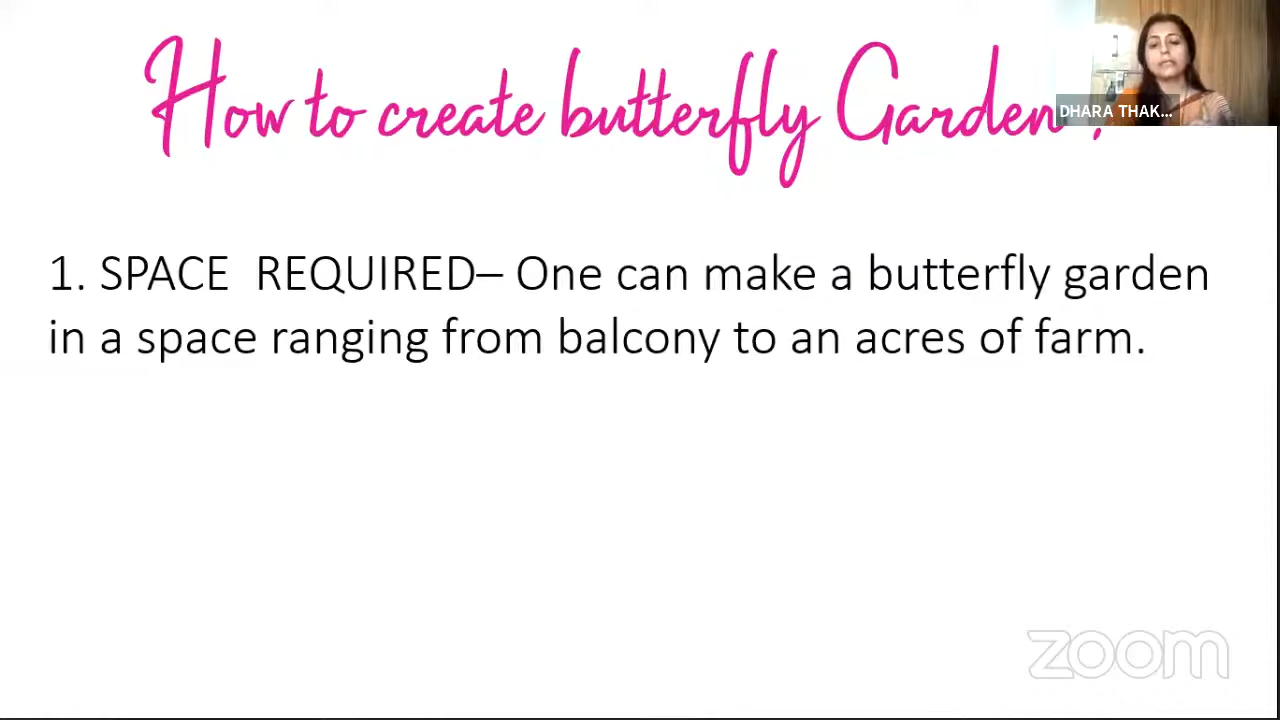 How to create butterfly Garden ?
DHARA THAK...
1. SPACE  REQUIRED– One can make a butterfly garden
in a space ranging from balcony to an acres of farm.
zoom